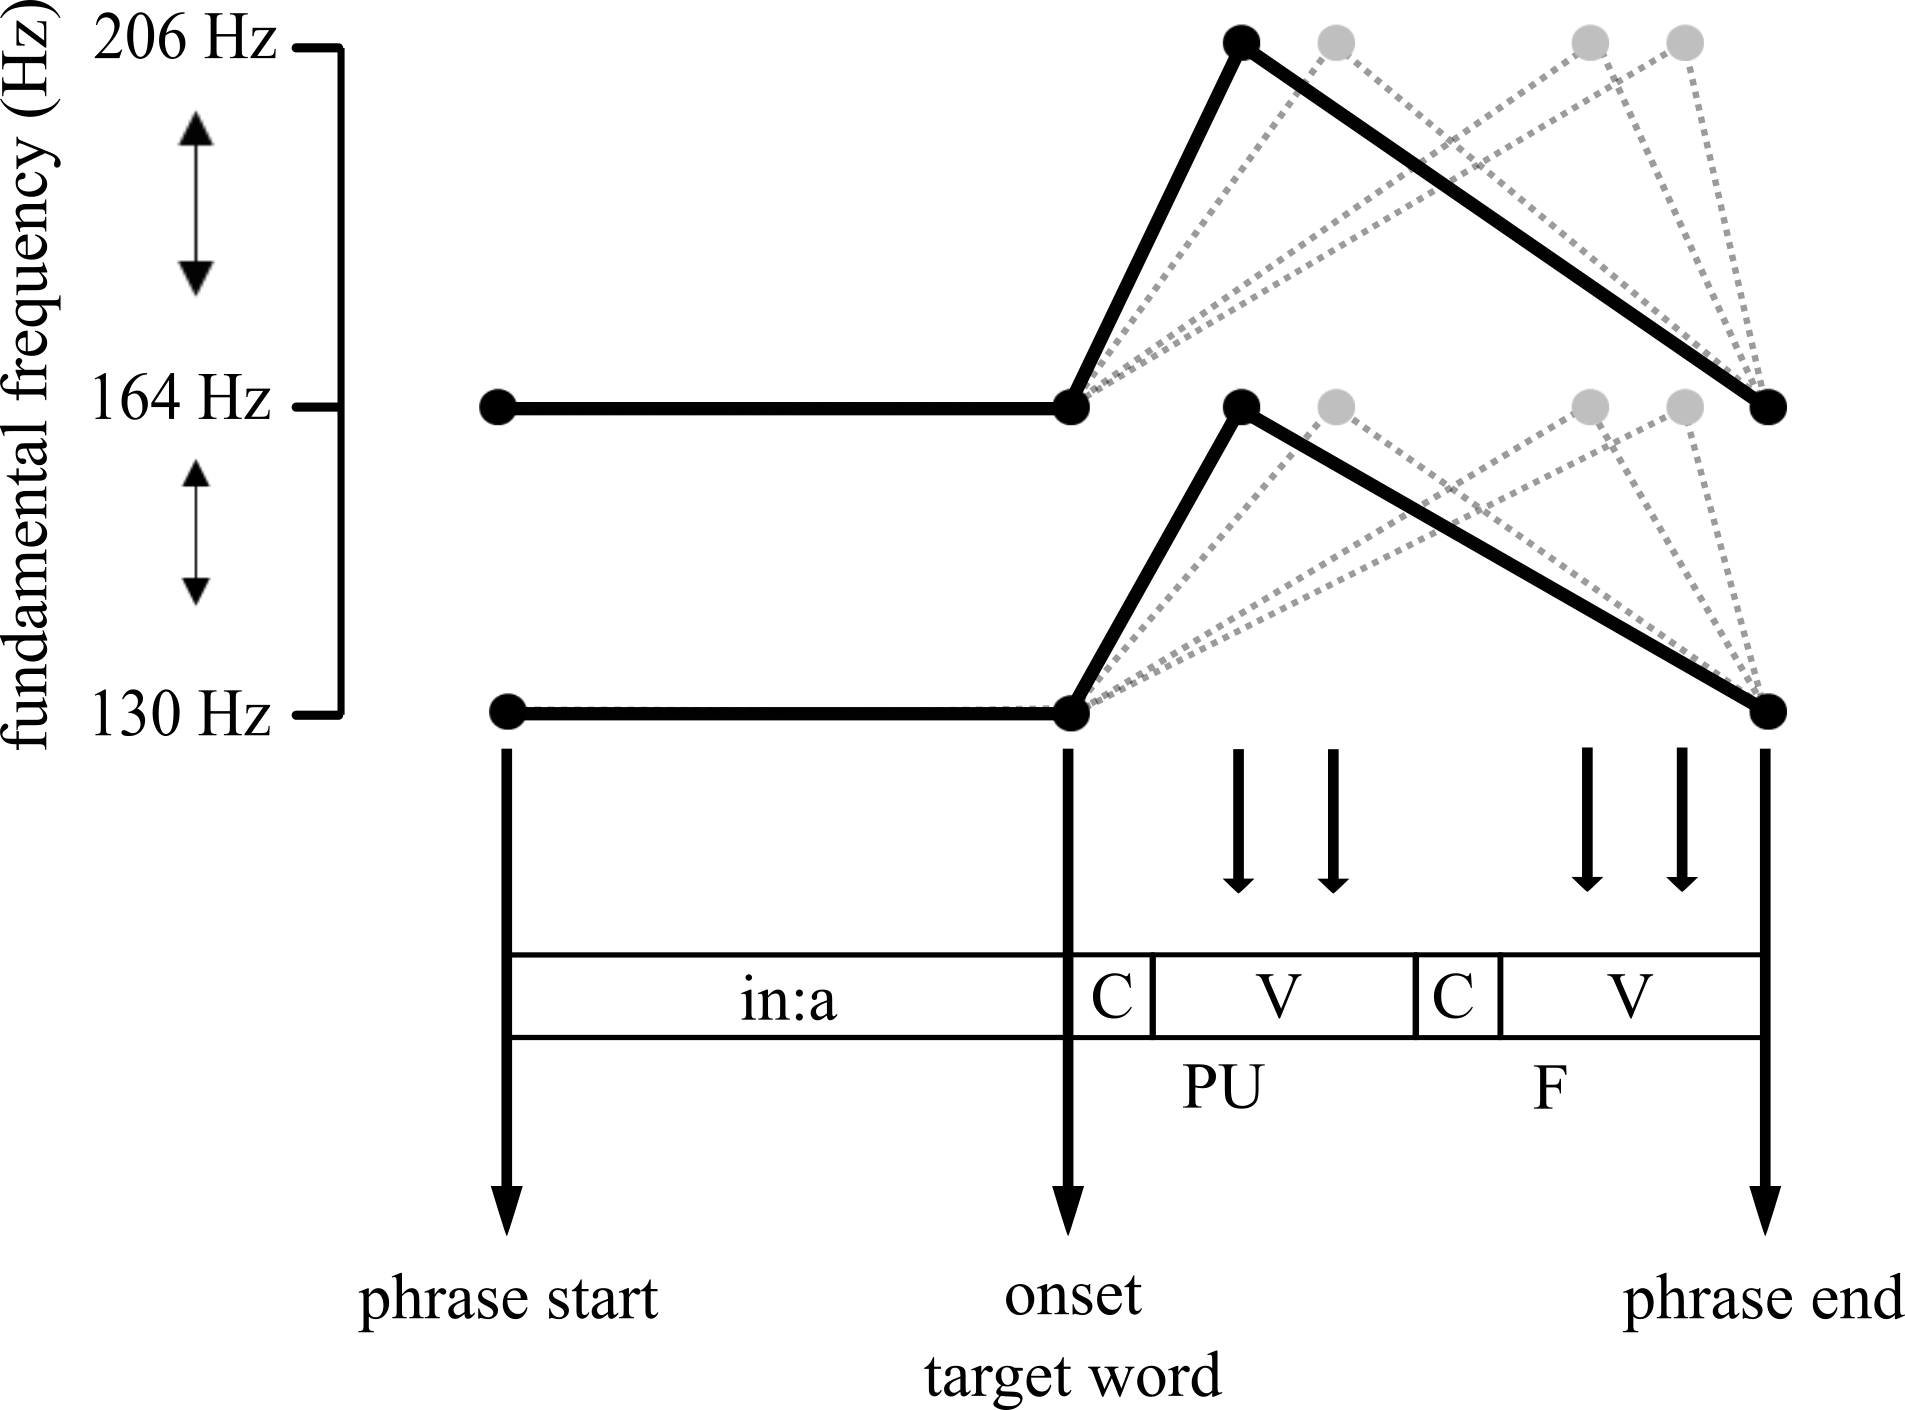 fundamental frequency (Hz)
206 Hz
164 Hz
130 Hz
in:a C V C V
PU F
phrase start
onset
target word
phrase end